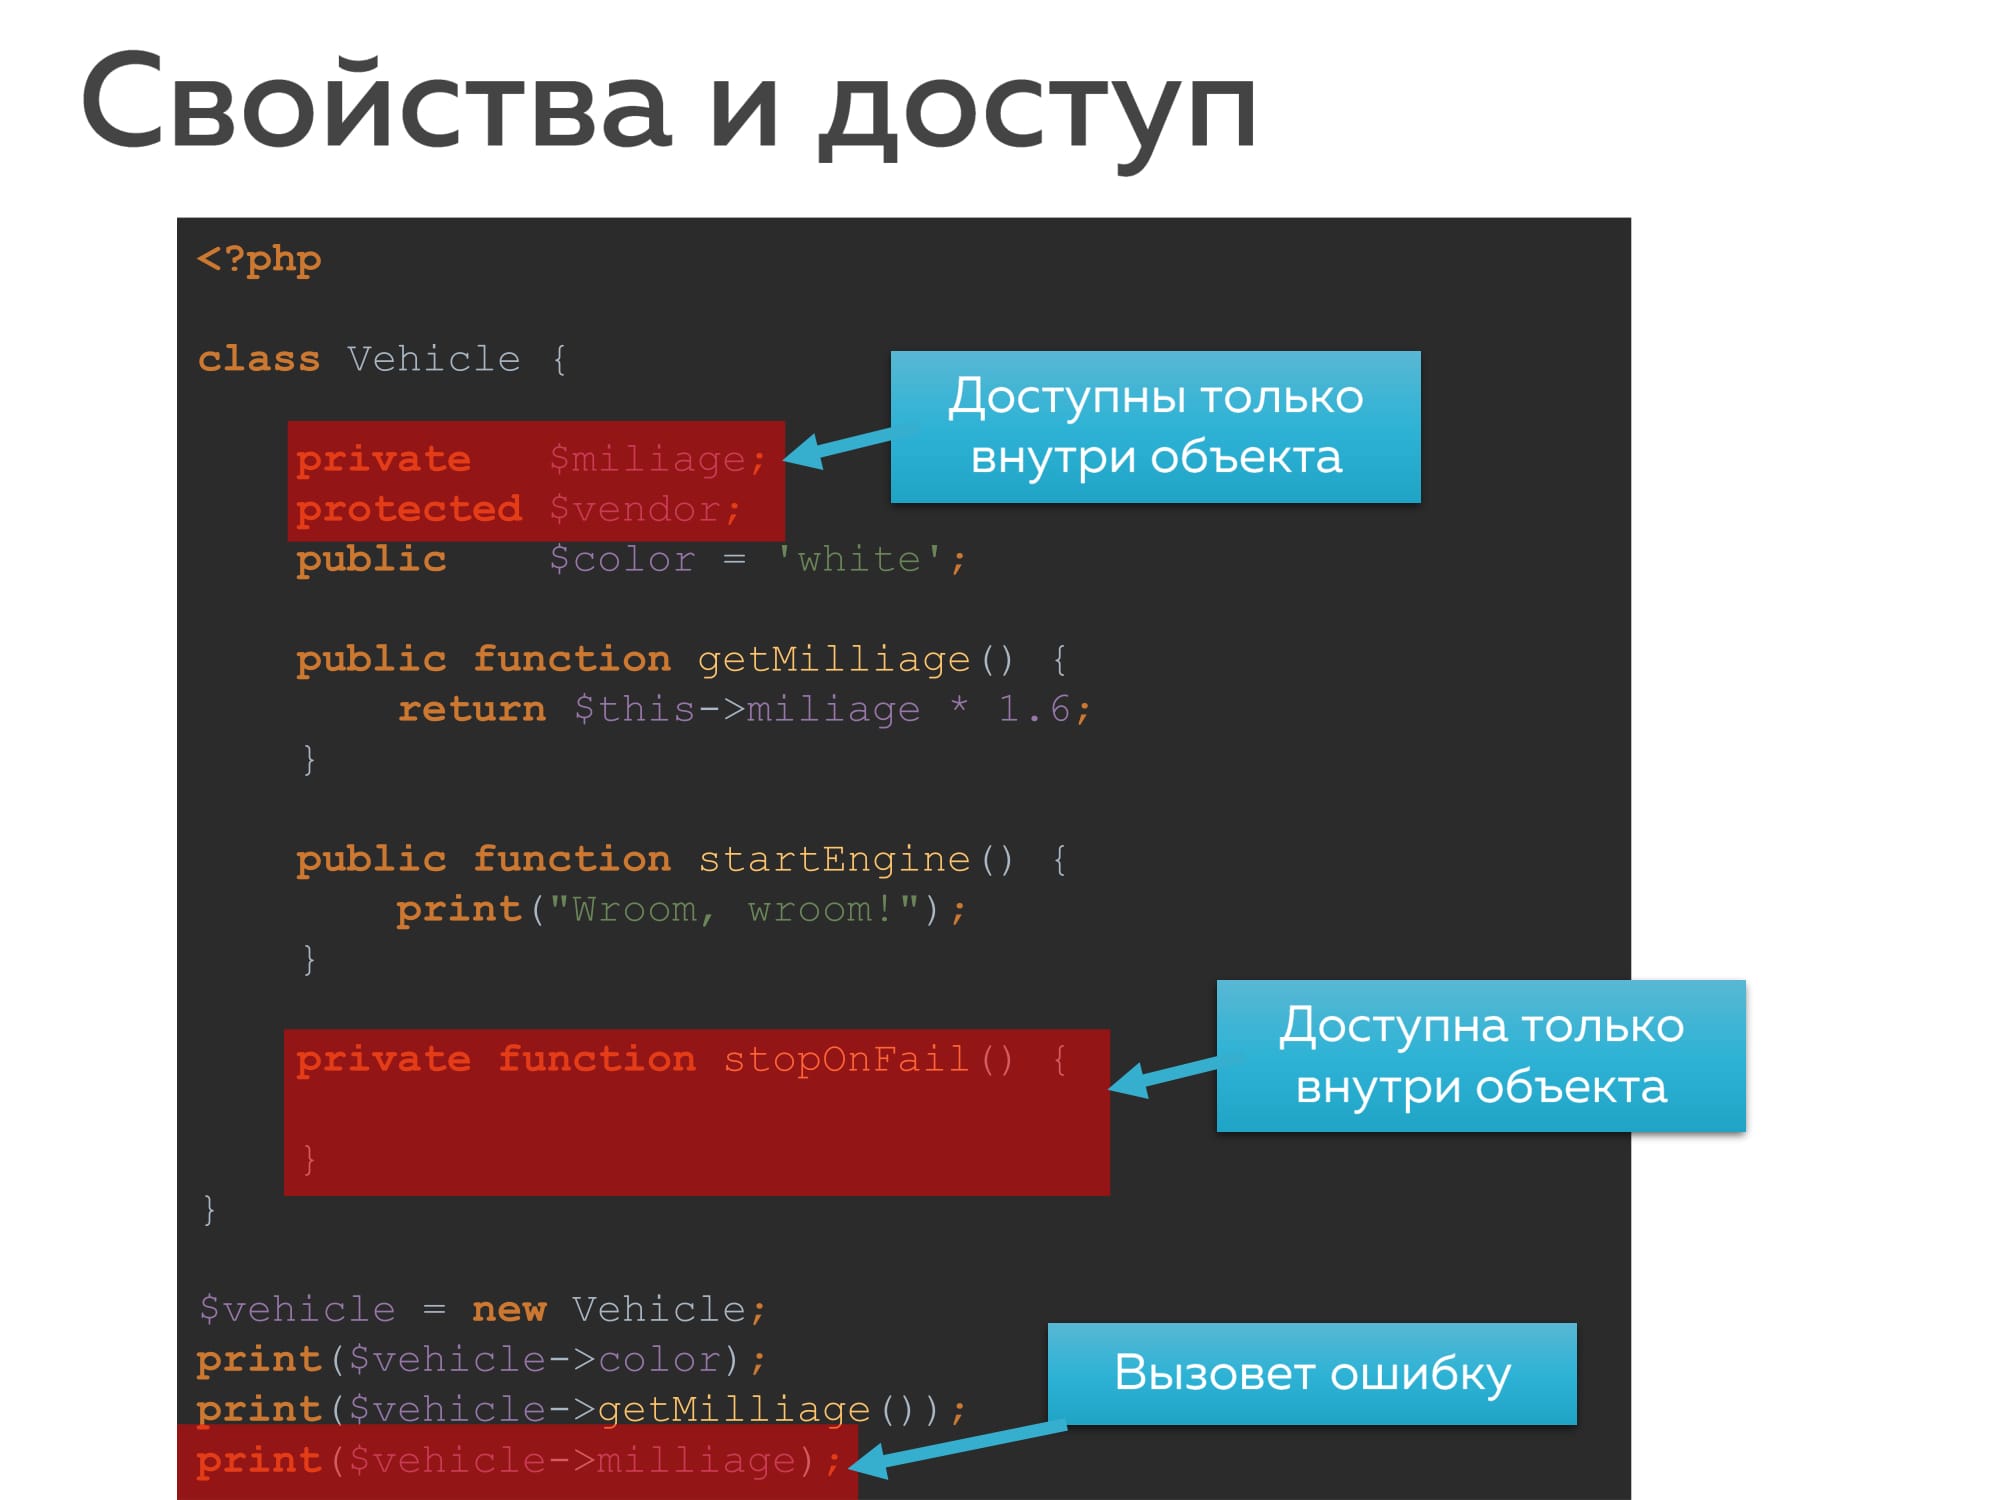 Свойства и доступ
<?php
class Vehicle {
Доступны только
внутри объекта
private   $miliage;
protected $vendor;
public    $color = 'white';
public function getMilliage() {
return $this->miliage * 1.6;
}
public function startEngine() {
print("Wroom, wroom!");
}
Доступна только
внутри объекта
private function stopOnFail() {
}
}
$vehicle = new Vehicle;
print($vehicle->color);
Вызовет ошибку
print($vehicle->getMilliage());
print($vehicle->milliage);